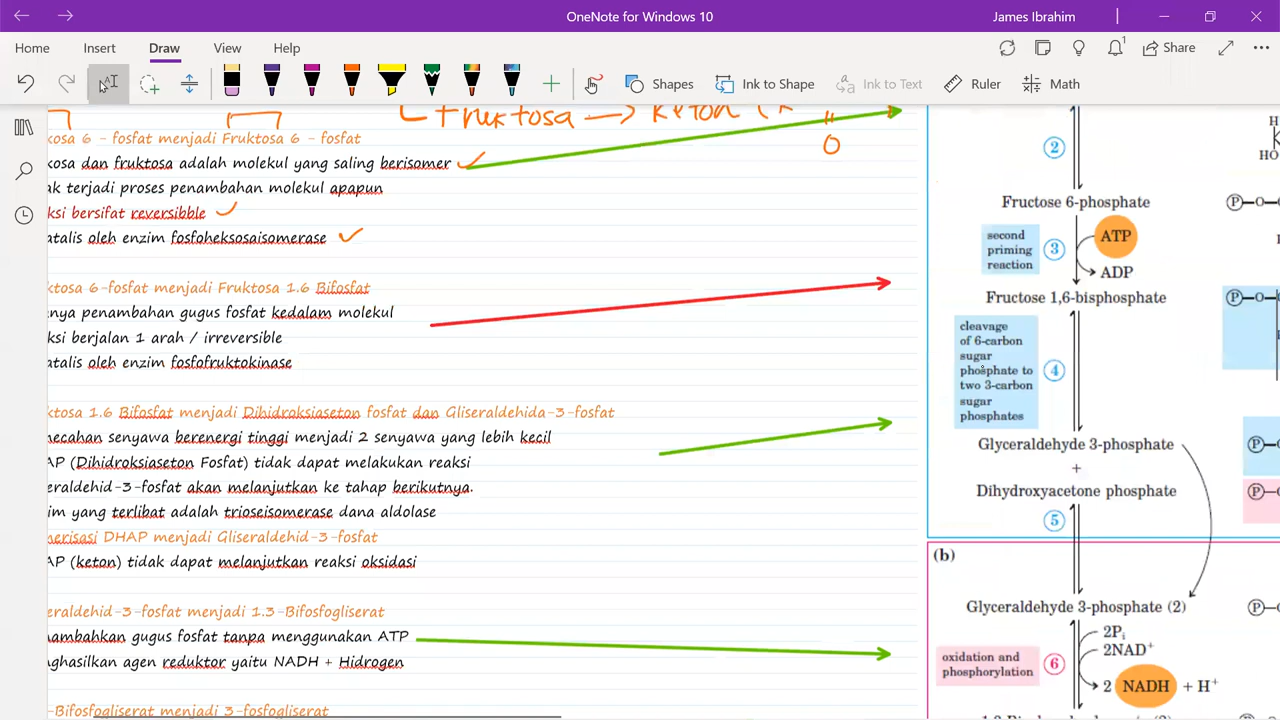 OneNote for Windows 10
James Ibrahim
Home Insert Draw View Help
Share
Shapes
Ink to Shape
Ink to Text
Ruler
Math
fruktosa → keton
O
kosa 6 - fosfat menjadi Fruktosa 6 - fosfat
kosa dan fruktosa adalah molekul yang saling berisomer
ak terjadi proses penambahan molekul apapun
ksi bersifat reversibble
atalis oleh enzim fosfoheksosaisomerase
ktosa 6-fosfat menjadi Fruktosa 1.6 Bifosfat
nya penambahan gugus fosfat kedalam molekul
ksi berjalan 1 arah / irreversible
atalis oleh enzim fosfofruktokinase
ktosa 1.6 Bifosfat menjadi Dihidroksiaseton fosfat dan Gliseraldehida-3-fosfat
necahan senyawa berenergi tinggi menjadi 2 senyawa yang lebih kecil
AP (Dihidroksiaseton Fosfat) tidak dapat melakukan reaksi
eraldehid-3-fosfat akan melanjutkan ke tahap berikutnya.
im yang terlibat adalah trioseisomerase dana aldolase
nerisasi DHAP menjadi Gliseraldehid-3-fosfat
AP (keton) tidak dapat melanjutkan reaksi oksidasi
eraldehid-3-fosfat menjadi 1.3-Bifosfogliserat
nambahkan gugus fosfat tanpa menggunakan ATP
nghasilkan agen reduktor yaitu NADH + Hidrogen
-Bifosfogliserat menjadi 3-fosfogliserat
2
H
HO
Fructose 6-phosphate
P—O—
second
priming
reaction
3
ATP
ADP
Fructose 1,6-bisphosphate
P—O—
cleavage
of 6-carbon
sugar
phosphate to
two 3-carbon
sugar
phosphates
4
Glyceraldehyde 3-phosphate
P
+
Dihydroxyacetone phosphate
P
5
(b)
Glyceraldehyde 3-phosphate (2)
P
2Pi
2NAD⁺
oxidation and
phosphorylation
6
2 NADH + H⁺